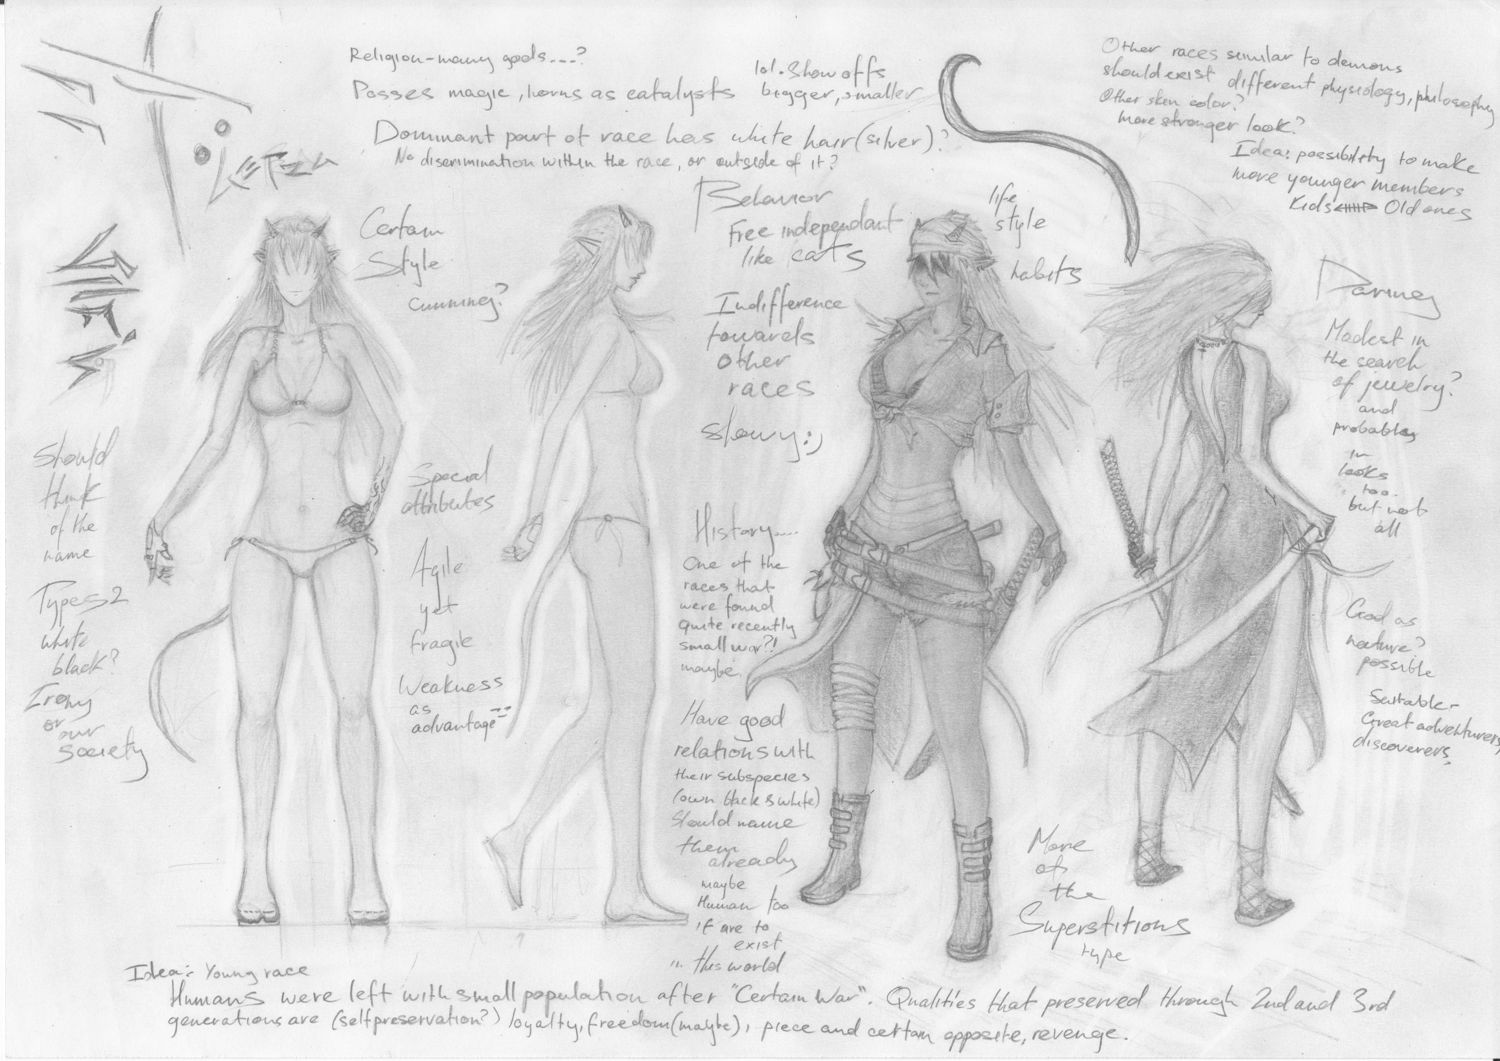 Religion-many gods....?
Posses magic, horns as catalysts
lol. Show offs
bigger, smaller
Dominant part of race has white hair (silver)?
No discrimination within the race, or outside of it?
Other races similar to demons
should exist different physiology, philosophy
Other skin color?
more stronger look?
Idea: possibility to make
more younger members
Kids Old ones
Certain
Style
cunning?
Behavior
Free independant
like cats
Indifference
towards
other
races
slowy:)
life
style
habits
Modest in
the search
of jewelry?
and
probably
in
looks
too.
but not
all
Should
think
of the
name
Types 2
white
black?
Irony
or
our
society
Special
attributes
Agile
yet
fragile
Weakness
as
advantage
History....
One of the
races that
were found
quite recently
small war?!
maybe.
Have good
relations with
their subspecies
(own black & white)
Should name
them
already
maybe
Human too
if are to
exist
in this world
God as
nature?
possible
Suitable-
Great adventurers,
discoverers,
More
of
the
Superstitions
type
Idea: Young race
Humans were left with small population after "Certain War". Qualities that preserved through 2nd and 3rd
generations are (selfpreservation?) loyalty, freedom (maybe), piece and certain opposite, revenge.